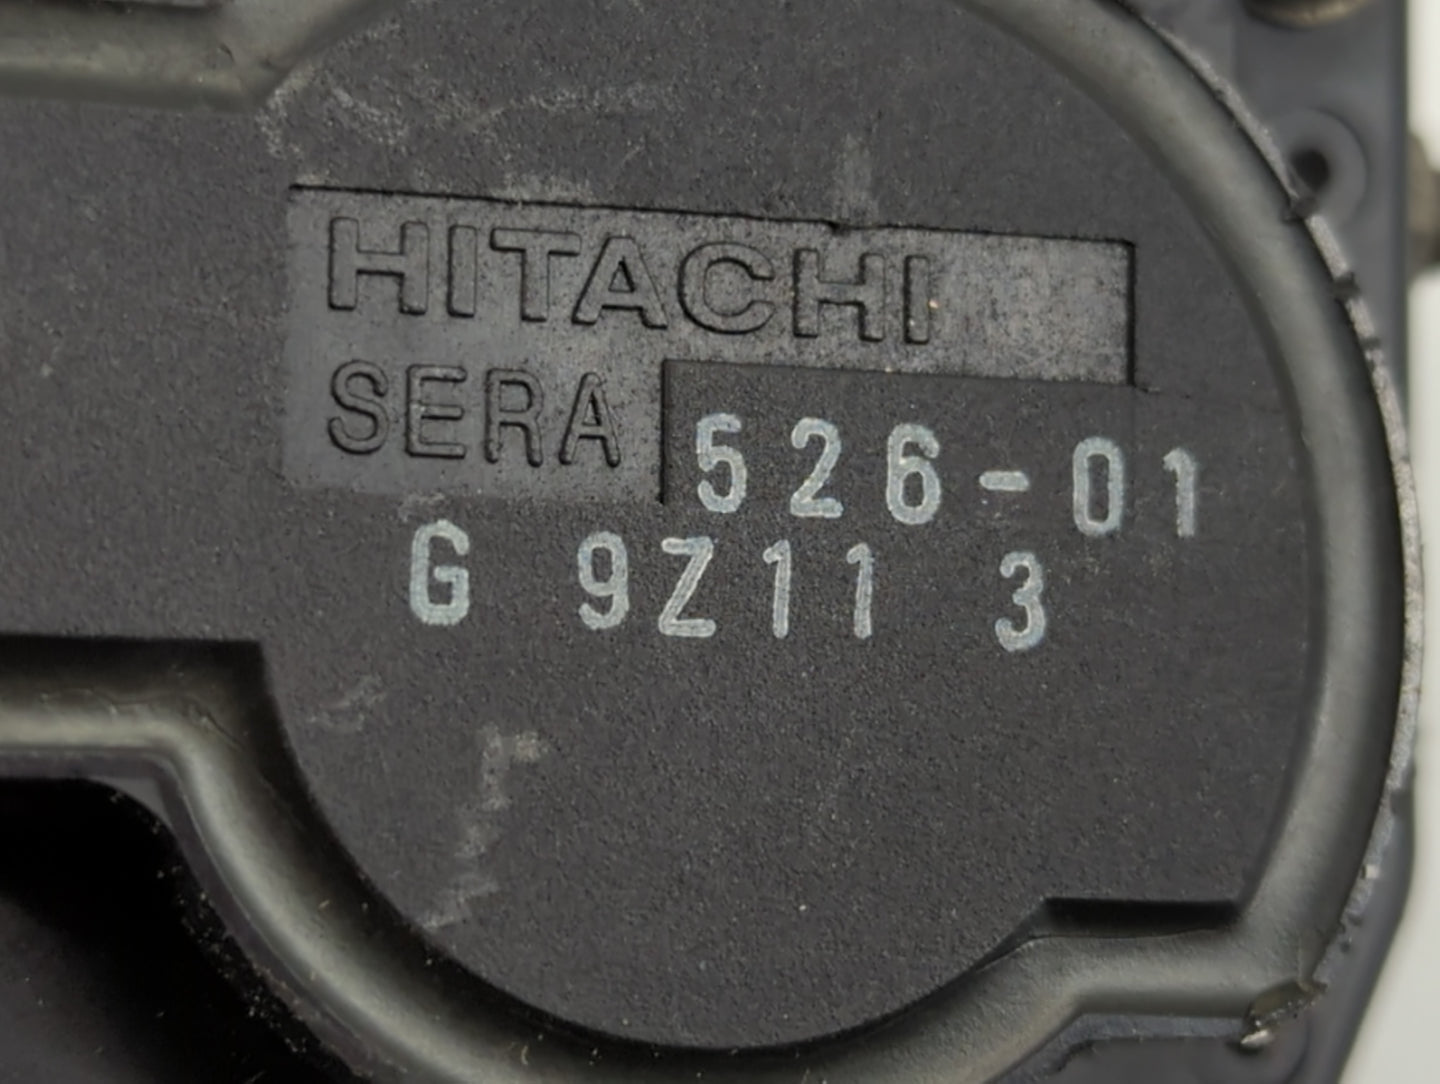 HITACHI
SERA 526-01
G 9Z11 3